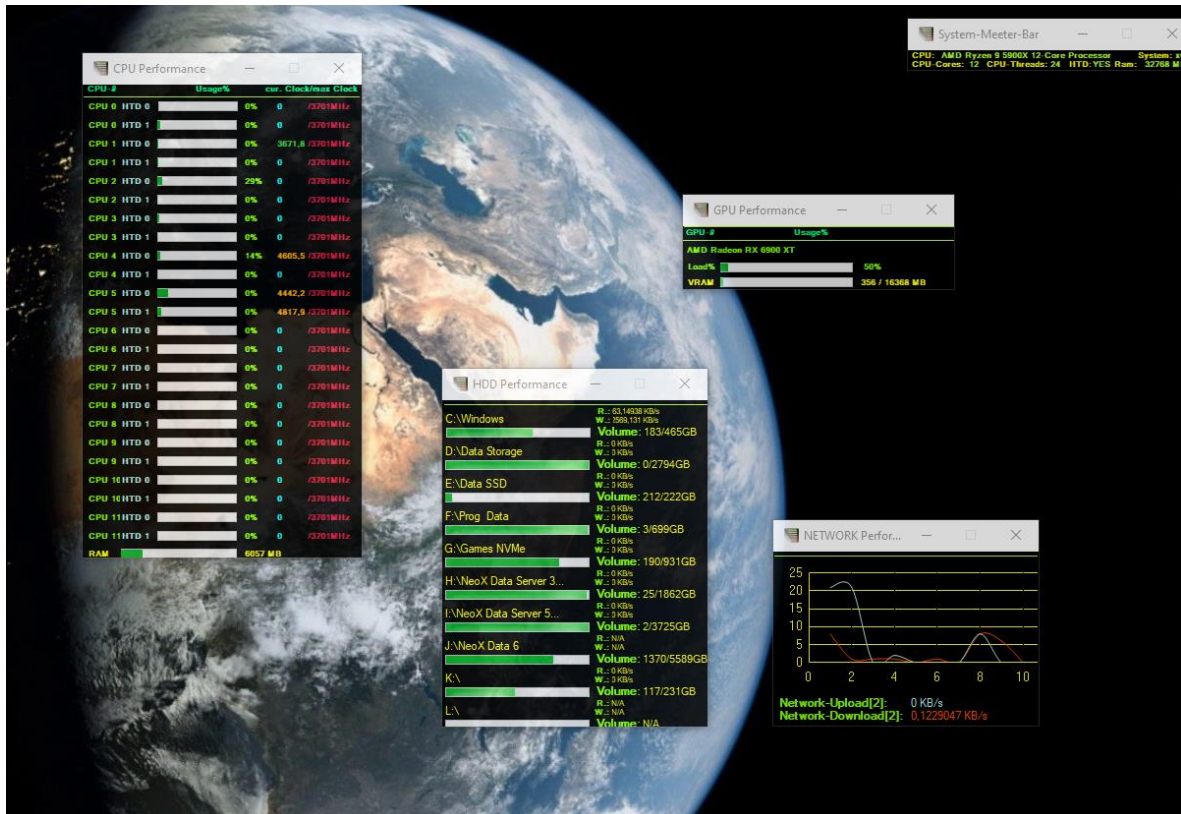 System-Meeter-Bar
CPU: AMD Ryzen 9 5900X 12-Core Processor System:
CPU-Cores: 12 CPU-Threads: 24 HTD:YES Ram: 32768 M
CPU Performance
CPU-# Usage% cur. Clock/max Clock
CPU 0 HTD 0 0% 0 /3701MHz
CPU 0 HTD 1 0% 0 /3701MHz
CPU 1 HTD 0 0% 3671,8 /3701MHz
CPU 1 HTD 1 0% 0 /3701MHz
CPU 2 HTD 0 29% 0 /3701MHz
CPU 2 HTD 1 0% 0 /3701MHz
CPU 3 HTD 0 0% 0 /3701MHz
CPU 3 HTD 1 0% 0 /3701MHz
CPU 4 HTD 0 14% 4605,5 /3701MHz
CPU 4 HTD 1 0% 0 /3701MHz
CPU 5 HTD 0 0% 4442,2 /3701MHz
CPU 5 HTD 1 0% 4817,9 /3701MHz
CPU 6 HTD 0 0% 0 /3701MHz
CPU 6 HTD 1 0% 0 /3701MHz
CPU 7 HTD 0 0% 0 /3701MHz
CPU 7 HTD 1 0% 0 /3701MHz
CPU 8 HTD 0 0% 0 /3701MHz
CPU 8 HTD 1 0% 0 /3701MHz
CPU 9 HTD 0 0% 0 /3701MHz
CPU 9 HTD 1 0% 0 /3701MHz
CPU 10 HTD 0 0% 0 /3701MHz
CPU 10 HTD 1 0% 0 /3701MHz
CPU 11 HTD 0 0% 0 /3701MHz
CPU 11 HTD 1 0% 0 /3701MHz
RAM 6057 MB
GPU Performance
GPU-# Usage%
AMD Radeon RX 6900 XT
Load% 50%
VRAM 356 / 16368 MB
HDD Performance
R..: 63,14938 KB/s
C:\Windows W..: 2569,131 KB/s
Volume: 183/465GB
R..: 0 KB/s
D:\Data Storage W..: 0 KB/s
Volume: 0/2794GB
R..: 0 KB/s
E:\Data SSD W..: 0 KB/s
Volume: 212/222GB
R..: 0 KB/s
F:\Prog Data W..: 0 KB/s
Volume: 3/699GB
R..: 0 KB/s
G:\Games NVMe W..: 0 KB/s
Volume: 190/931GB
R..: 0 KB/s
H:\NeoX Data Server 3... W..: 0 KB/s
Volume: 25/1862GB
R..: 0 KB/s
I:\NeoX Data Server 5... W..: 0 KB/s
Volume: 2/3725GB
R..: N/A
J:\NeoX Data 6 W..: N/A
Volume: 1370/5589GB
R..: 0 KB/s
K:\ W..: 0 KB/s
Volume: 117/231GB
R..: N/A
L:\ W..: N/A
Volume: N/A
NETWORK Perfor...
25
20
15
10
5
0
0 2 4 6 8 10
Network-Upload[2]: 0 KB/s
Network-Download[2]: 0,1229047 KB/s